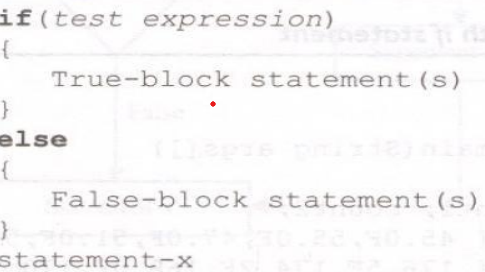 if(test expression)
{
True-block statement(s)
}
else
{
False-block statement(s)
}
statement-x